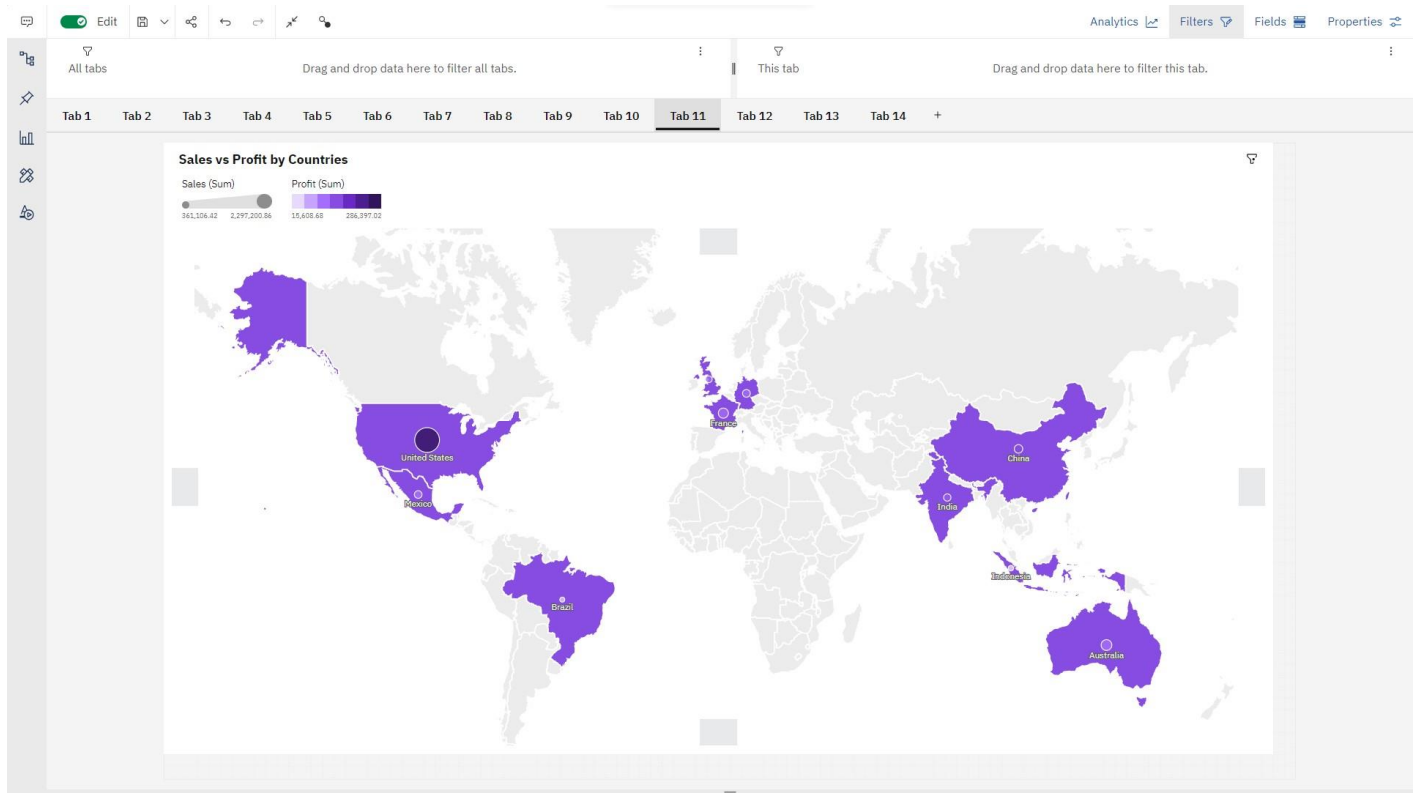 Edit
Analytics
Filters
Fields
Properties
All tabs
Drag and drop data here to filter all tabs.
This tab
Drag and drop data here to filter this tab.
Tab 1 Tab 2 Tab 3 Tab 4 Tab 5 Tab 6 Tab 7 Tab 8 Tab 9 Tab 10 Tab 11 Tab 12 Tab 13 Tab 14 +
Sales vs Profit by Countries
Sales (Sum)
361,106.42 2,297,200.86
Profit (Sum)
15,608.68 286,397.02
France
United States
China
Mexico
India
Indonesia
Brazil
Australia